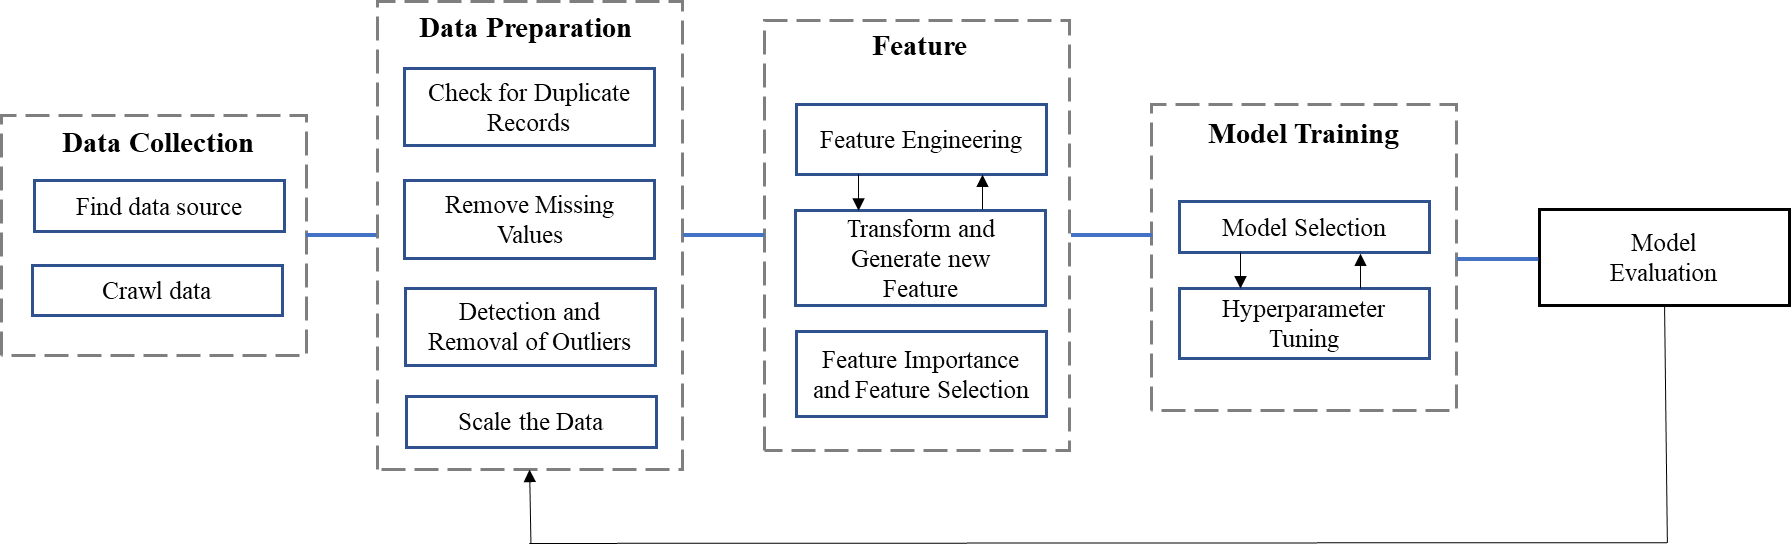 Data Collection
Find data source
Crawl data
Data Preparation
Check for Duplicate
Records
Remove Missing
Values
Detection and
Removal of Outliers
Scale the Data
Feature
Feature Engineering
Transform and
Generate new
Feature
Feature Importance
and Feature Selection
Model Training
Model Selection
Hyperparameter
Tuning
Model
Evaluation